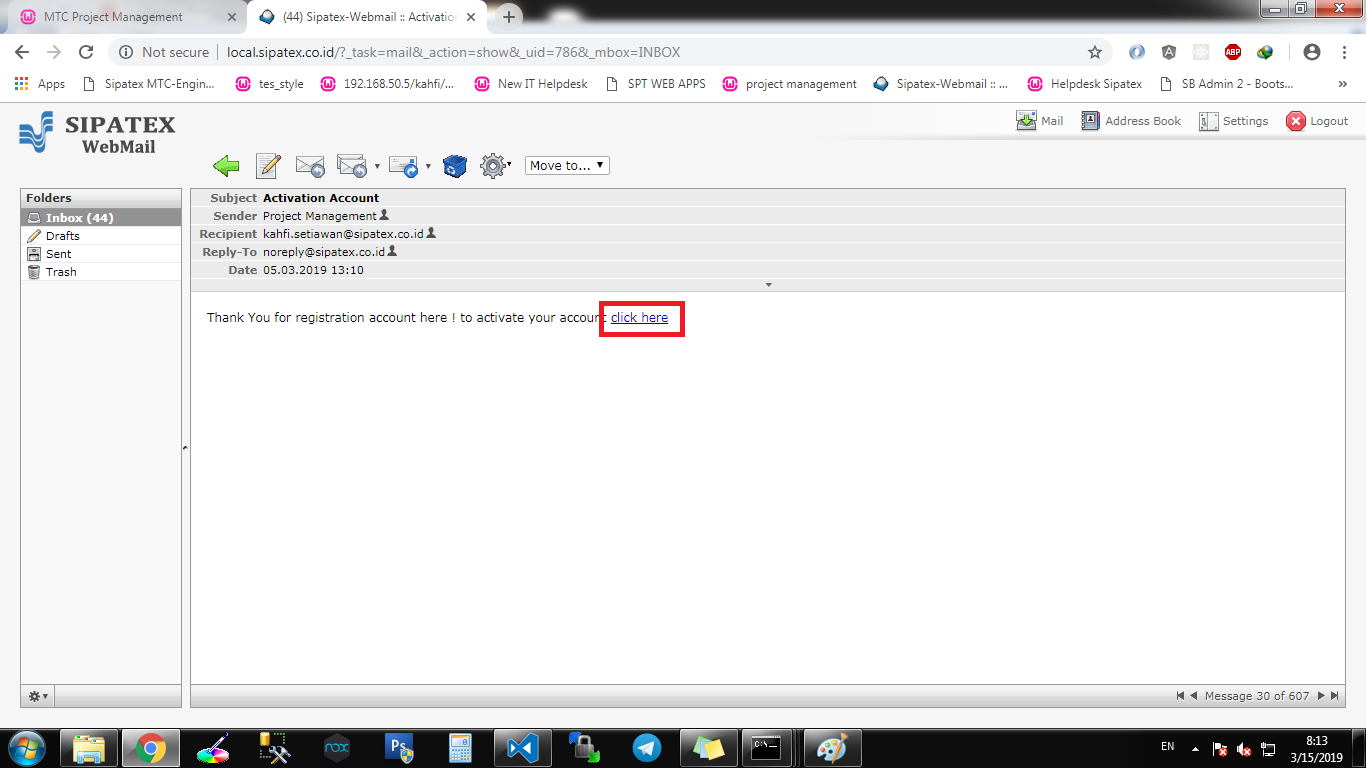 MTC Project Management
(44) Sipatex-Webmail :: Activation
Not secure
local.sipatex.co.id/?_task=mail&_action=show&_uid=786&_mbox=INBOX
ABP
Apps
Sipatex MTC-Engin...
tes_style
192.168.50.5/kahfi/...
New IT Helpdesk
SPT WEB APPS
project management
Sipatex-Webmail :: ...
Helpdesk Sipatex
SB Admin 2 - Boots...
»
SIPATEX
WebMail
Mail
Address Book
Settings
Logout
Move to...
Folders
Inbox (44)
Drafts
Sent
Trash
Subject Activation Account
Sender Project Management
Recipient kahfi.setiawan@sipatex.co.id
Reply-To noreply@sipatex.co.id
Date 05.03.2019 13:10
Thank You for registration account here ! to activate your account click here
Message 30 of 607
nox
Ps
C:\_
EN
8:13
3/15/2019